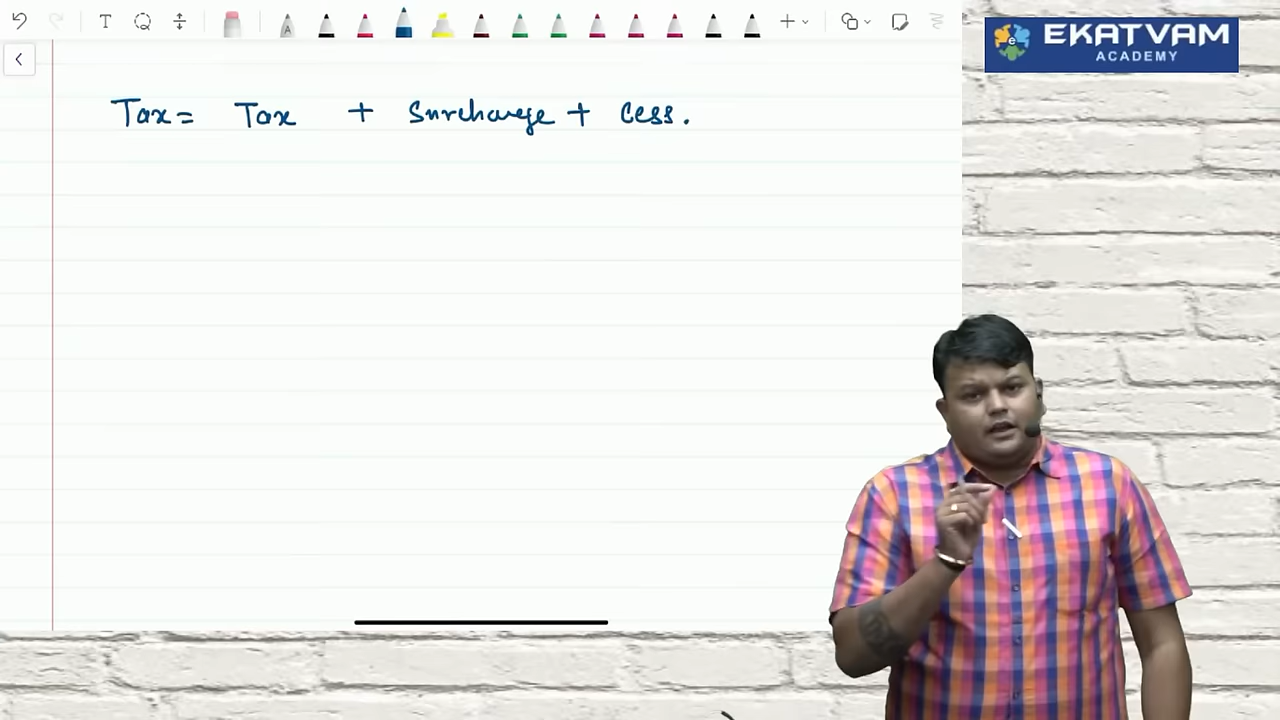 EKATVAM
ACADEMY
Tax = Tax + Surcharge + Cess.